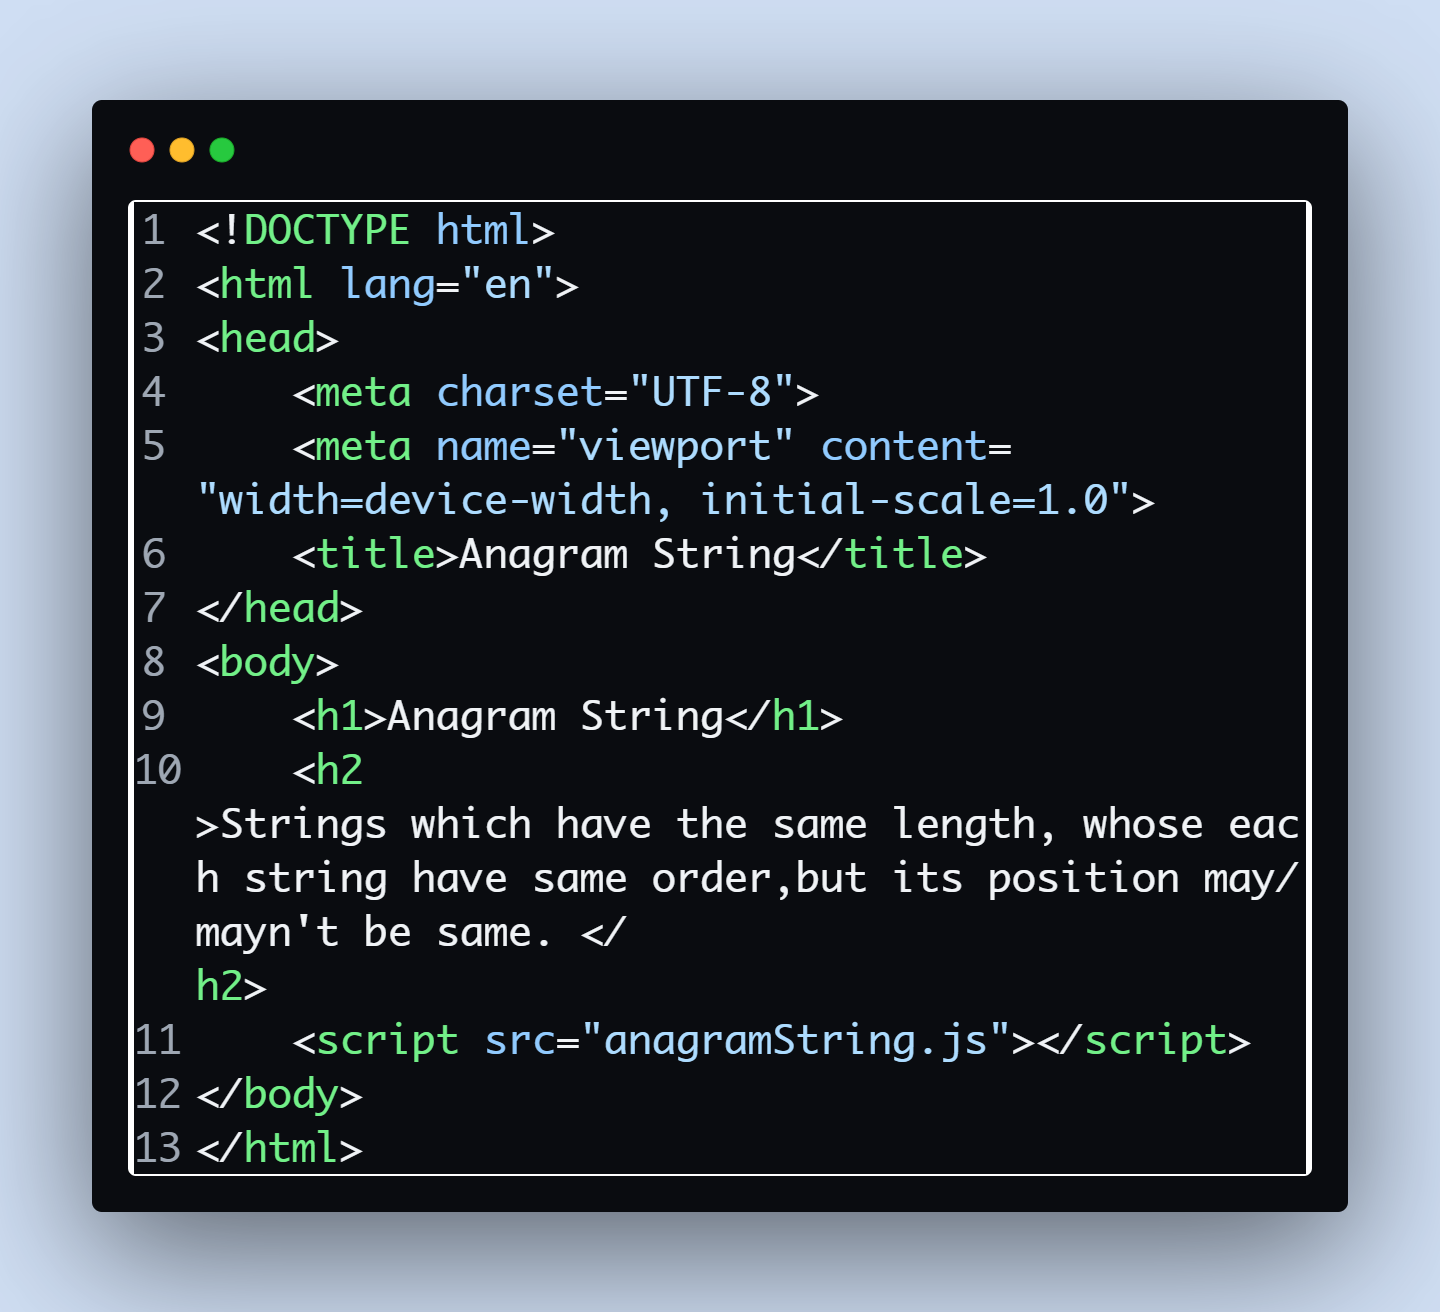 1 <!DOCTYPE html>
2 <html lang="en">
3 <head>
4     <meta charset="UTF-8">
5     <meta name="viewport" content=
"width=device-width, initial-scale=1.0">
6     <title>Anagram String</title>
7 </head>
8 <body>
9     <h1>Anagram String</h1>
10     <h2
>Strings which have the same length, whose eac
h string have same order,but its position may/
mayn't be same. </
h2>
11     <script src="anagramString.js"></script>
12 </body>
13 </html>